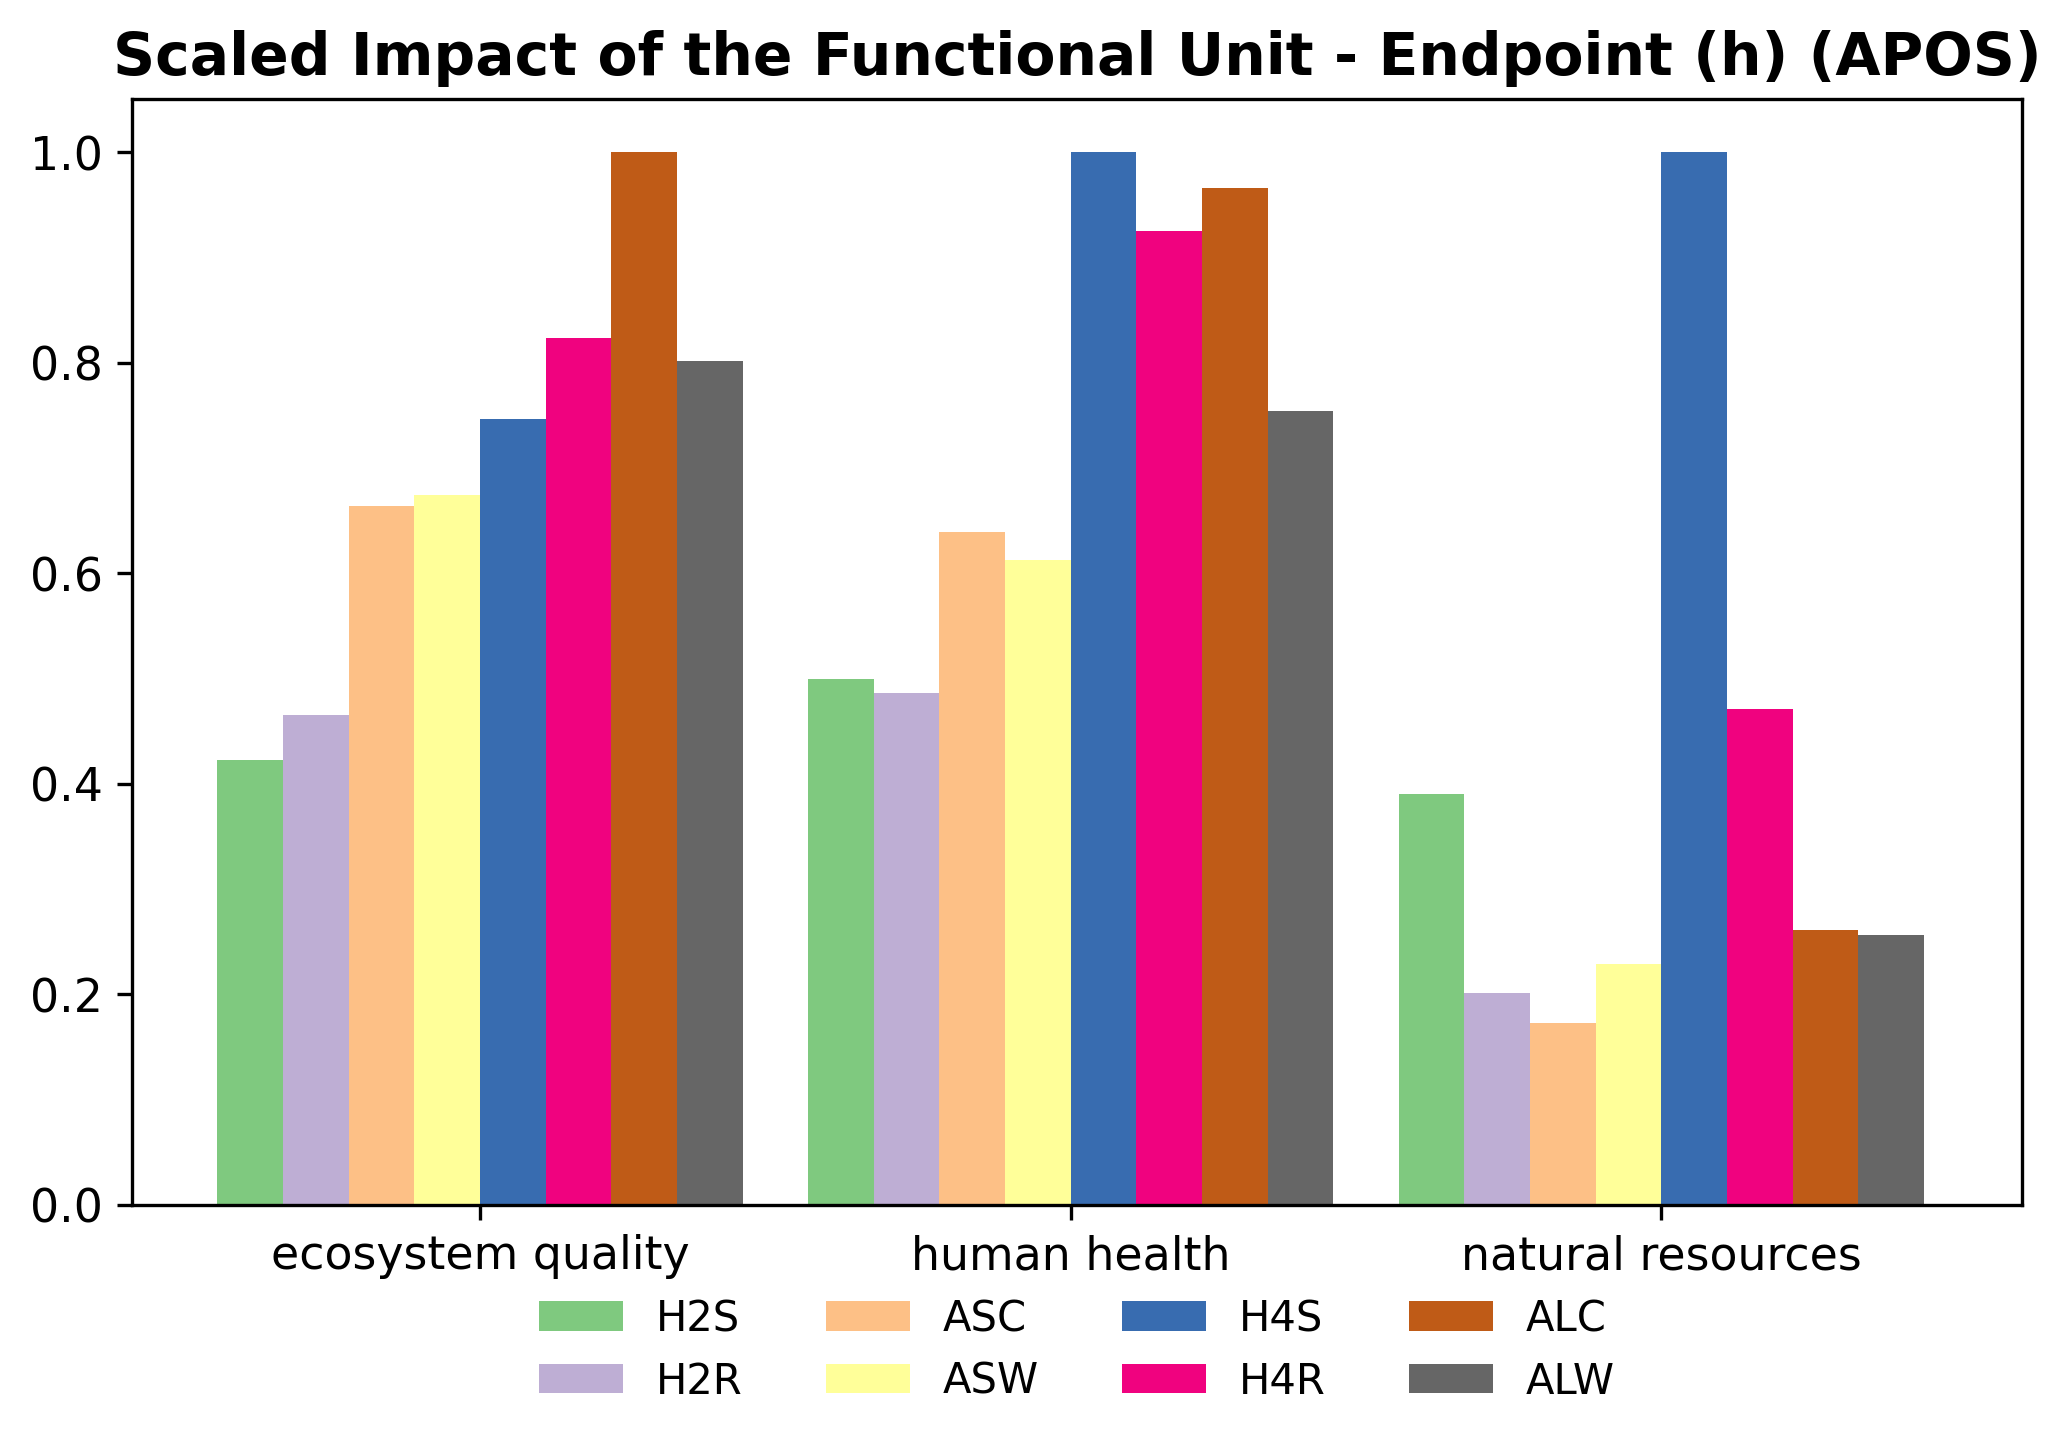 Scaled Impact of the Functional Unit - Endpoint (h) (APOS)
1.0
0.8
0.6
0.4
0.2
0.0
ecosystem quality human health natural resources
H2S ASC H4S ALC
H2R ASW H4R ALW